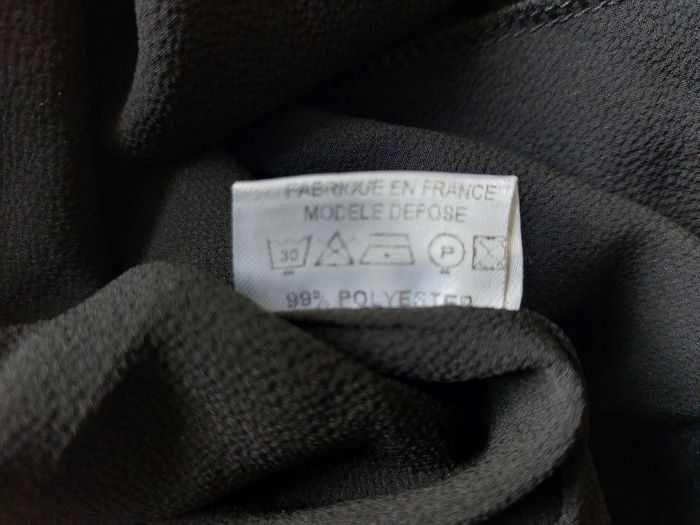 FABRIQUE EN FRANCE
MODELE DEPOSE
30 P
99% POLYESTER